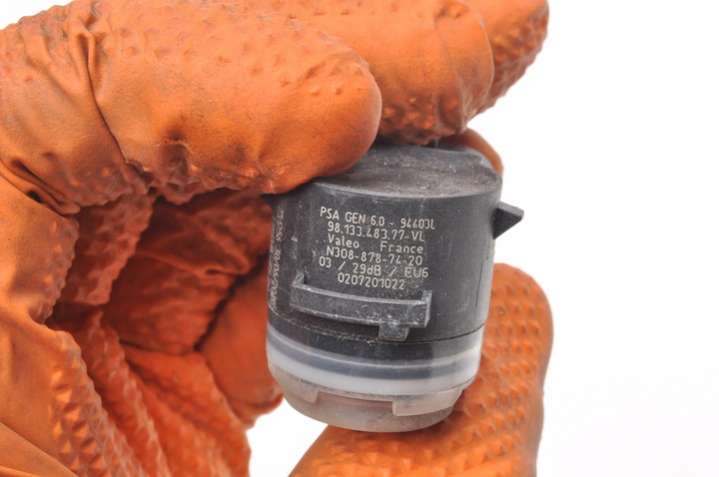 PSA GEN 6.0 - 94403L
98.133.483.77-VL
Valeo France
N308-878-74-20
03 / 29dB / EU6
0207201022